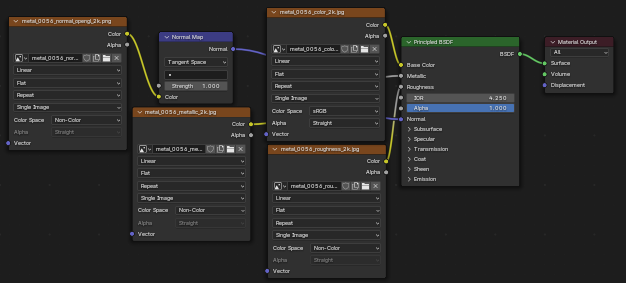 metal_0056_normal_opengl_2k.png
Color
Alpha
metal_0056_nor...
Linear
Flat
Repeat
Single Image
Color Space Non-Color
Alpha Straight
Vector
Normal Map
Normal
Tangent Space
Strength 1.000
Color
metal_0056_metallic_2k.jpg
Color
Alpha
metal_0056_me...
Linear
Flat
Repeat
Single Image
Color Space Non-Color
Alpha Straight
Vector
metal_0056_color_2k.jpg
Color
Alpha
metal_0056_colo...
Linear
Flat
Repeat
Single Image
Color Space sRGB
Alpha Straight
Vector
metal_0056_roughness_2k.jpg
Color
Alpha
metal_0056_rou...
Linear
Flat
Repeat
Single Image
Color Space Non-Color
Alpha Straight
Vector
Principled BSDF
BSDF
Base Color
Metallic
Roughness
IOR 4.250
Alpha 1.000
Normal
Subsurface
Specular
Transmission
Coat
Sheen
Emission
Material Output
All
Surface
Volume
Displacement